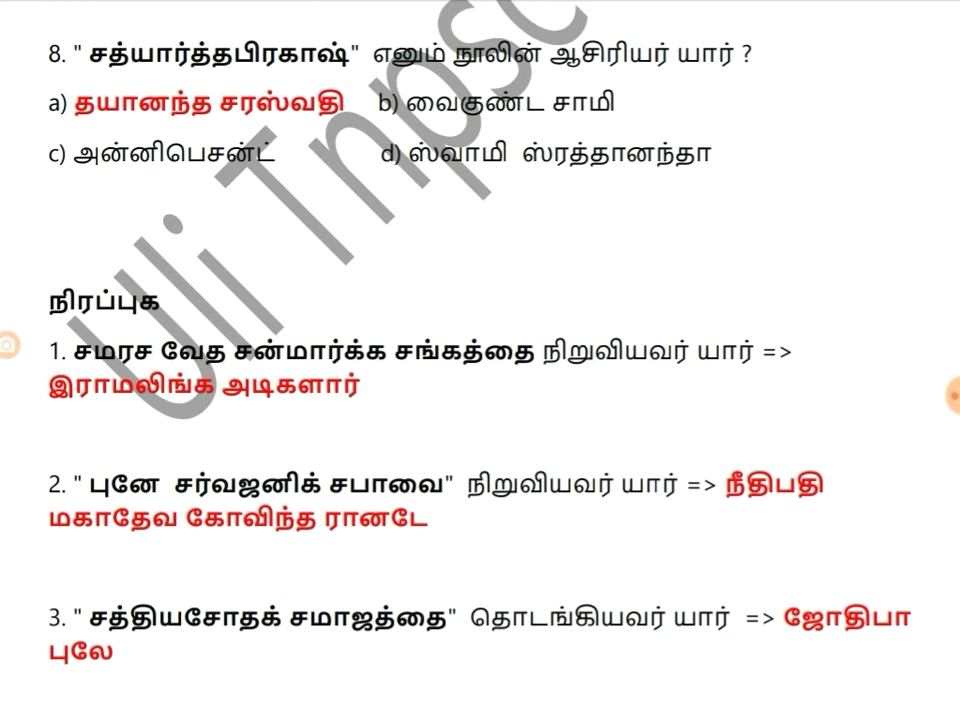 8. " சத்யார்த்தபிரகாஷ்" எனும் நூலின் ஆசிரியர் யார் ?
a) தயானந்த சரஸ்வதி b) வைகுண்ட சாமி
c) அன்னிபெசன்ட் d) ஸ்வாமி ஸ்ரத்தானந்தா
நிரப்புக
1. சமரச வேத சன்மார்க்க சங்கத்தை நிறுவியவர் யார் =>
இராமலிங்க அடிகளார்
2. " புனே சர்வஜனிக் சபாவை" நிறுவியவர் யார் => நீதிபதி
மகாதேவ கோவிந்த ரானடே
3. " சத்தியசோதக் சமாஜத்தை" தொடங்கியவர் யார் => ஜோதிபா
புலே
Uli Tnpsc